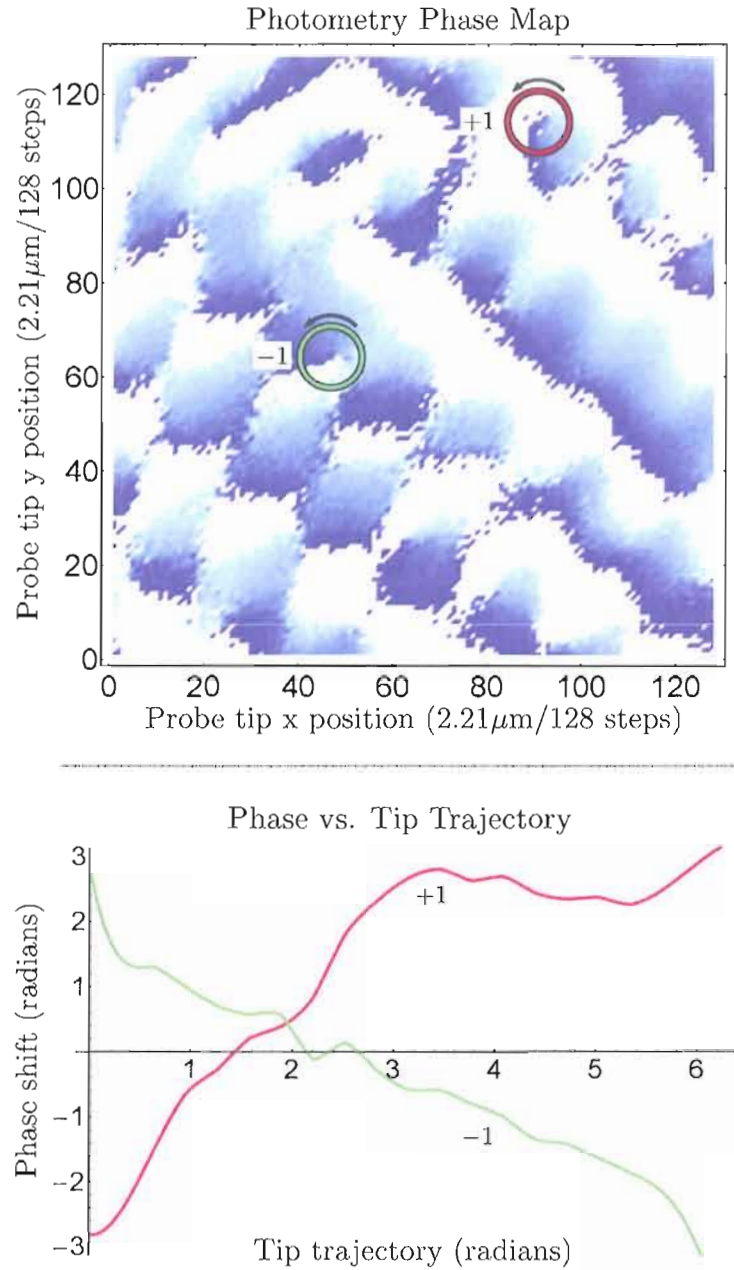 Photometry Phase Map
Probe tip y position (2.21μm/128 steps)
120
100
80
60
40
20
0
+1
−1
0 20 40 60 80 100 120
Probe tip x position (2.21μm/128 steps)
Phase vs. Tip Trajectory
Phase shift (radians)
3
2
1
−1
−2
−3
+1
−1
1 2 3 4 5 6
Tip trajectory (radians)